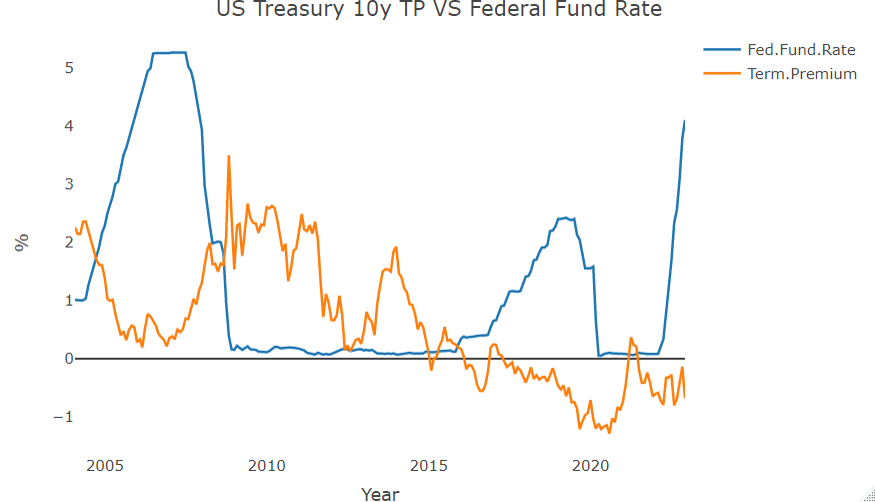 US Treasury 10y TP VS Federal Fund Rate
Fed.Fund.Rate
Term.Premium
5
4
3
2
1
0
−1
%
2005 2010 2015 2020
Year